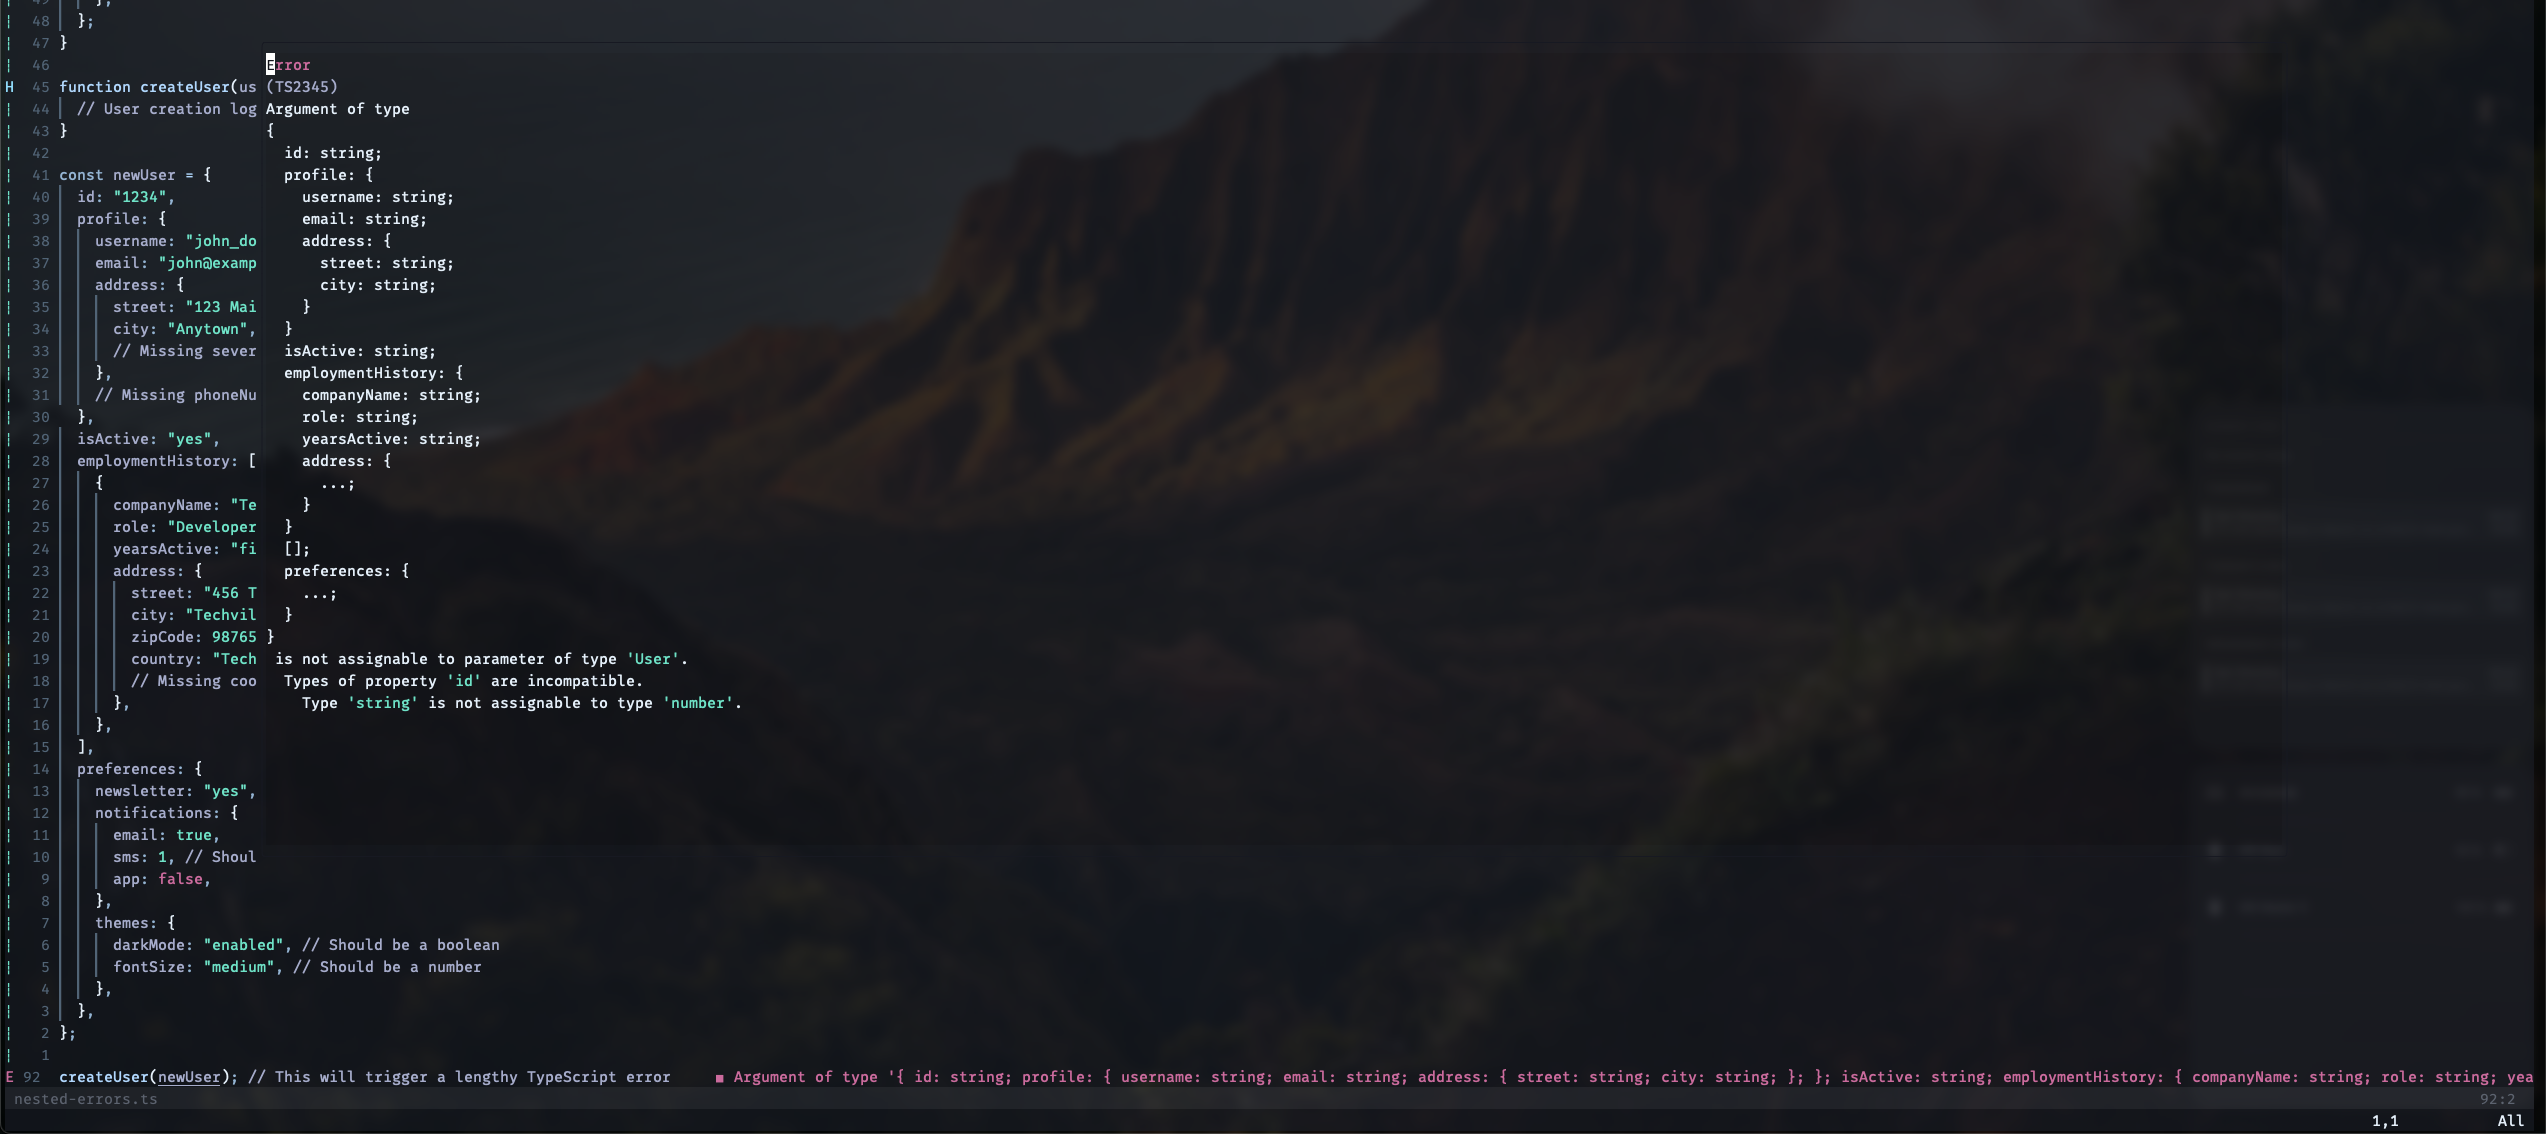 48 };
47 }
46
H 45 function createUser(us
44 // User creation log
43 }
42
41 const newUser = {
40 id: "1234",
39 profile: {
38 username: "john_do
37 email: "john@examp
36 address: {
35 street: "123 Mai
34 city: "Anytown",
33 // Missing sever
32 },
31 // Missing phoneNu
30 },
29 isActive: "yes",
28 employmentHistory: [
27 {
26 companyName: "Te
25 role: "Developer
24 yearsActive: "fi
23 address: {
22 street: "456 T
21 city: "Techvil
20 zipCode: 98765
19 country: "Tech
18 // Missing coo
17 },
16 },
15 ],
14 preferences: {
13 newsletter: "yes",
12 notifications: {
11 email: true,
10 sms: 1, // Shoul
9 app: false,
8 },
7 themes: {
6 darkMode: "enabled", // Should be a boolean
5 fontSize: "medium", // Should be a number
4 },
3 },
2 };
1
E 92 createUser(newUser); // This will trigger a lengthy TypeScript error ■ Argument of type '{ id: string; profile: { username: string; email: string; address: { street: string; city: string; }; }; isActive: string; employmentHistory: { companyName: string; role: string; yea
Error
(TS2345)
Argument of type
{
id: string;
profile: {
username: string;
email: string;
address: {
street: string;
city: string;
}
}
isActive: string;
employmentHistory: {
companyName: string;
role: string;
yearsActive: string;
address: {
...;
}
}
[];
preferences: {
...;
}
}
is not assignable to parameter of type 'User'.
Types of property 'id' are incompatible.
Type 'string' is not assignable to type 'number'.
nested-errors.ts 92:2
1,1 All